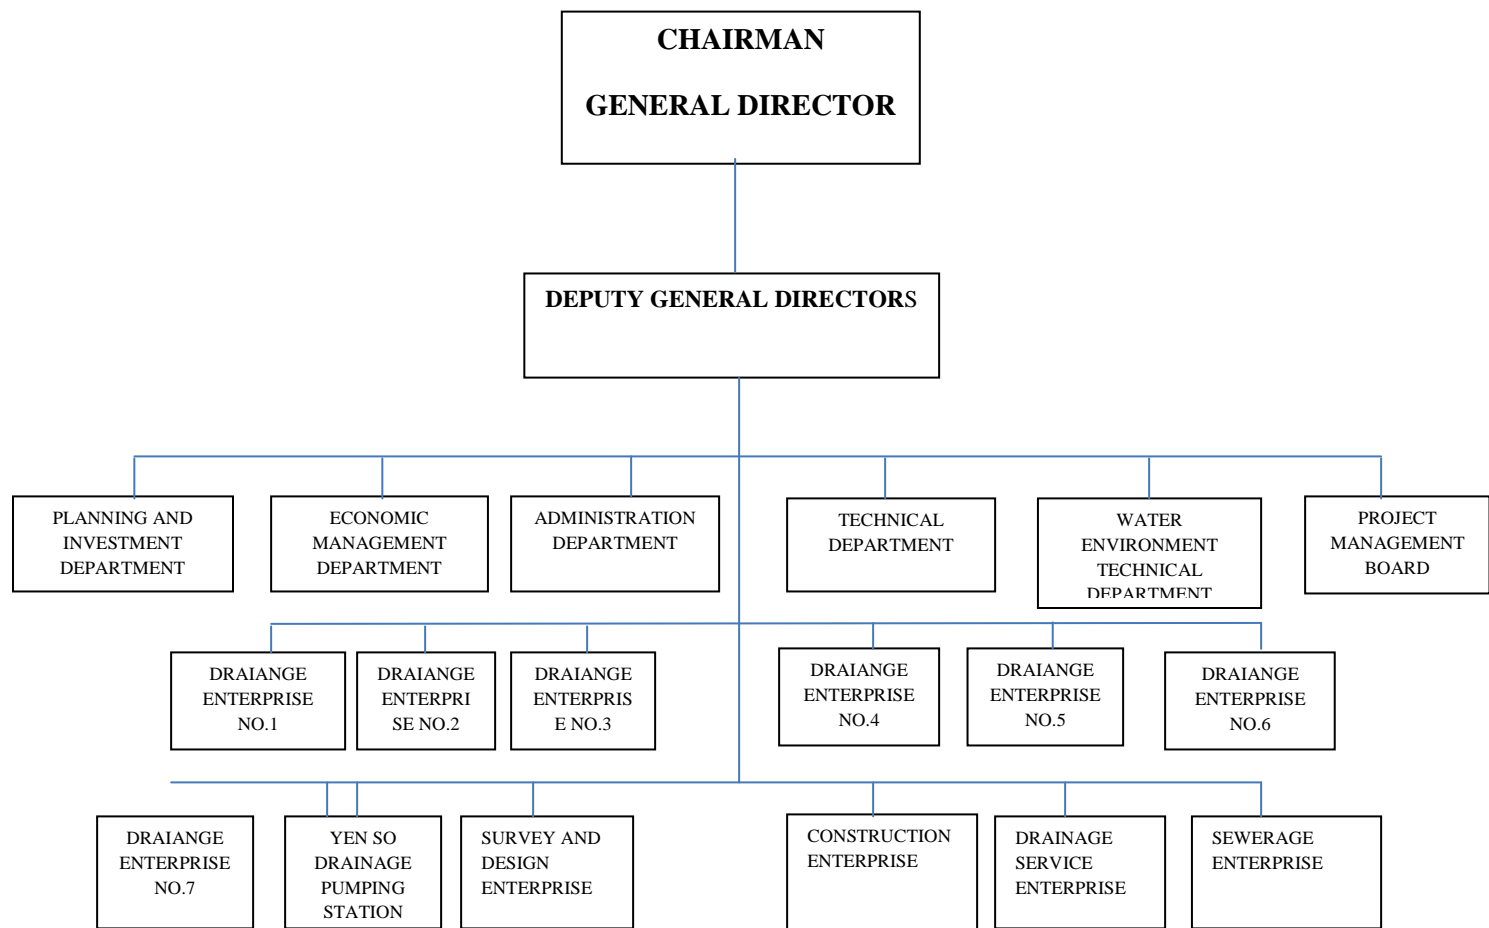 CHAIRMAN
GENERAL DIRECTOR
DEPUTY GENERAL DIRECTORS
PLANNING AND
INVESTMENT
DEPARTMENT
ECONOMIC
MANAGEMENT
DEPARTMENT
ADMINISTRATION
DEPARTMENT
TECHNICAL
DEPARTMENT
WATER
ENVIRONMENT
TECHNICAL
DEPARTMENT
PROJECT
MANAGEMENT
BOARD
DRAIANGE
ENTERPRISE
NO.1
DRAIANGE
ENTERPRI
SE NO.2
DRAIANGE
ENTERPRIS
E NO.3
DRAIANGE
ENTERPRISE
NO.4
DRAIANGE
ENTERPRISE
NO.5
DRAIANGE
ENTERPRISE
NO.6
DRAIANGE
ENTERPRISE
NO.7
YEN SO
DRAINAGE
PUMPING
STATION
SURVEY AND
DESIGN
ENTERPRISE
CONSTRUCTION
ENTERPRISE
DRAINAGE
SERVICE
ENTERPRISE
SEWERAGE
ENTERPRISE